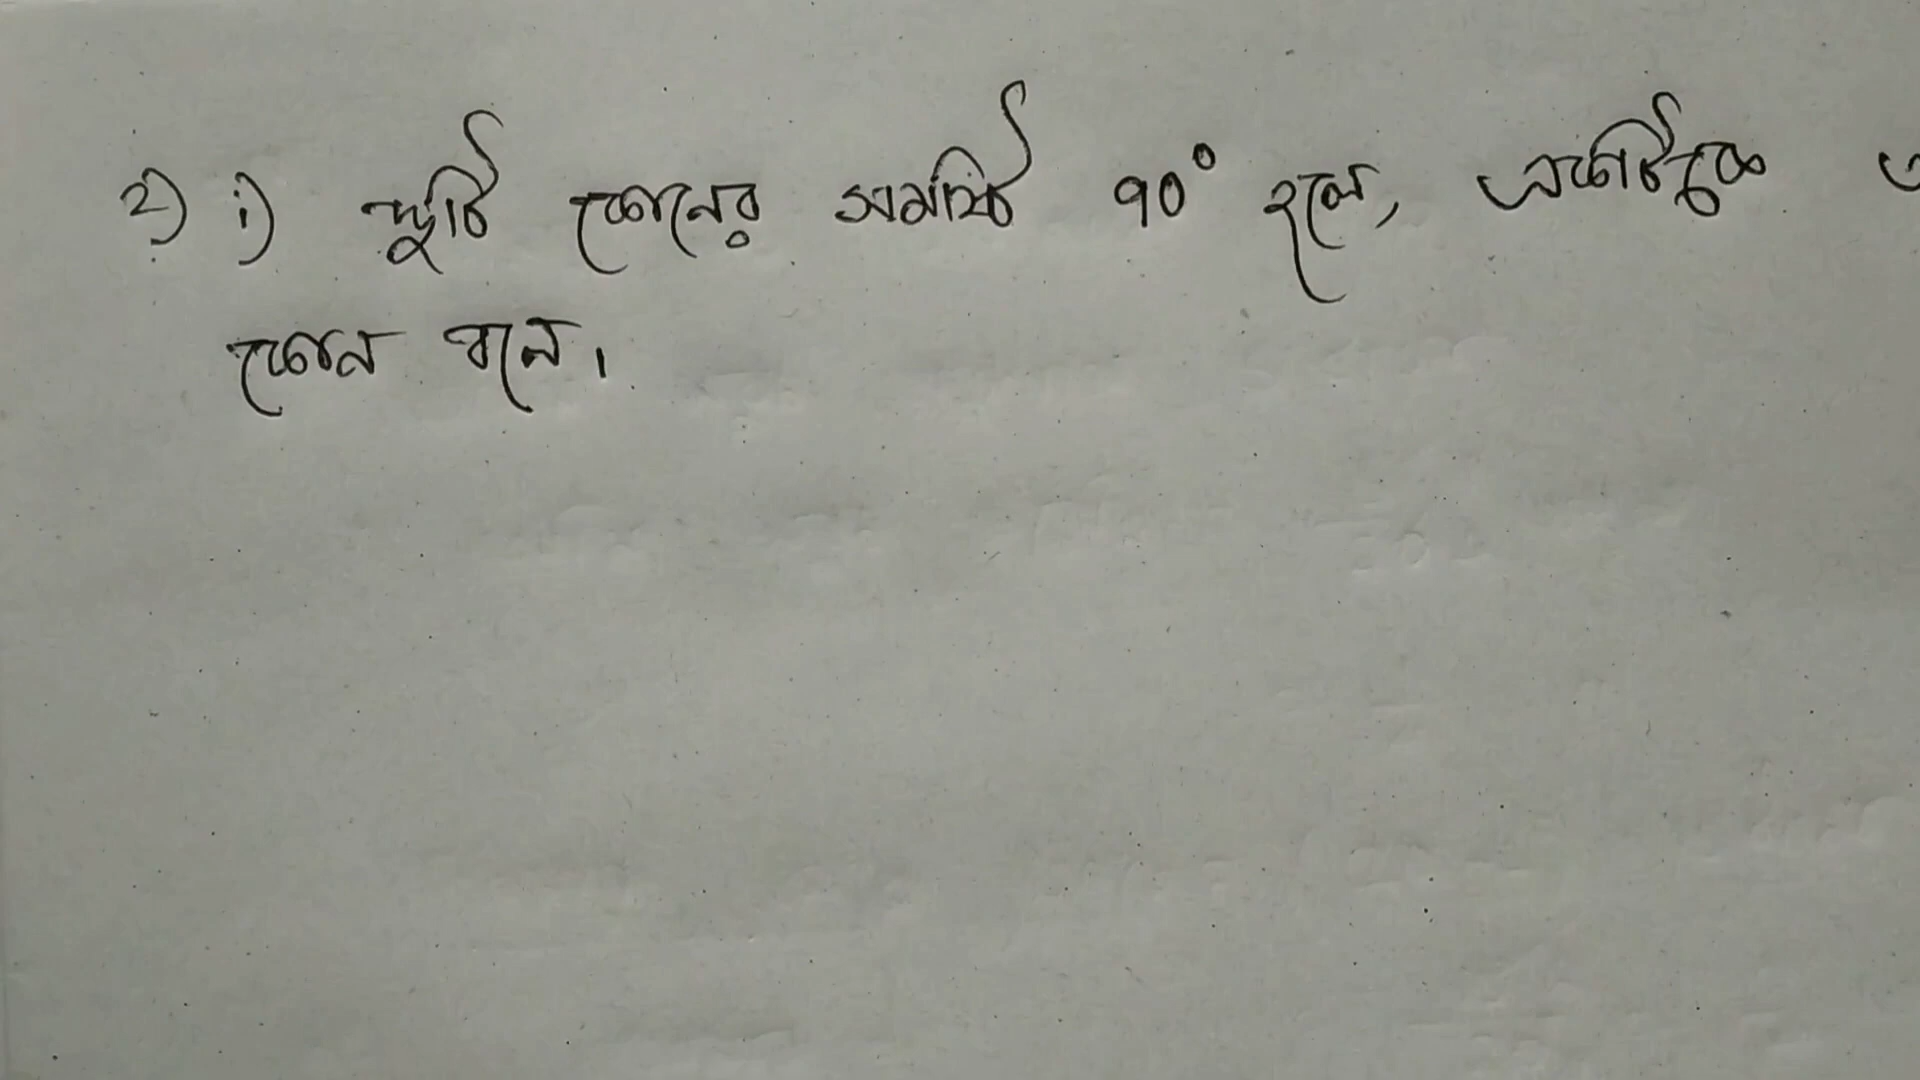 2) i) দুটি কোনের সমষ্টি 90° হলে, একটিকে
কোন বলে।